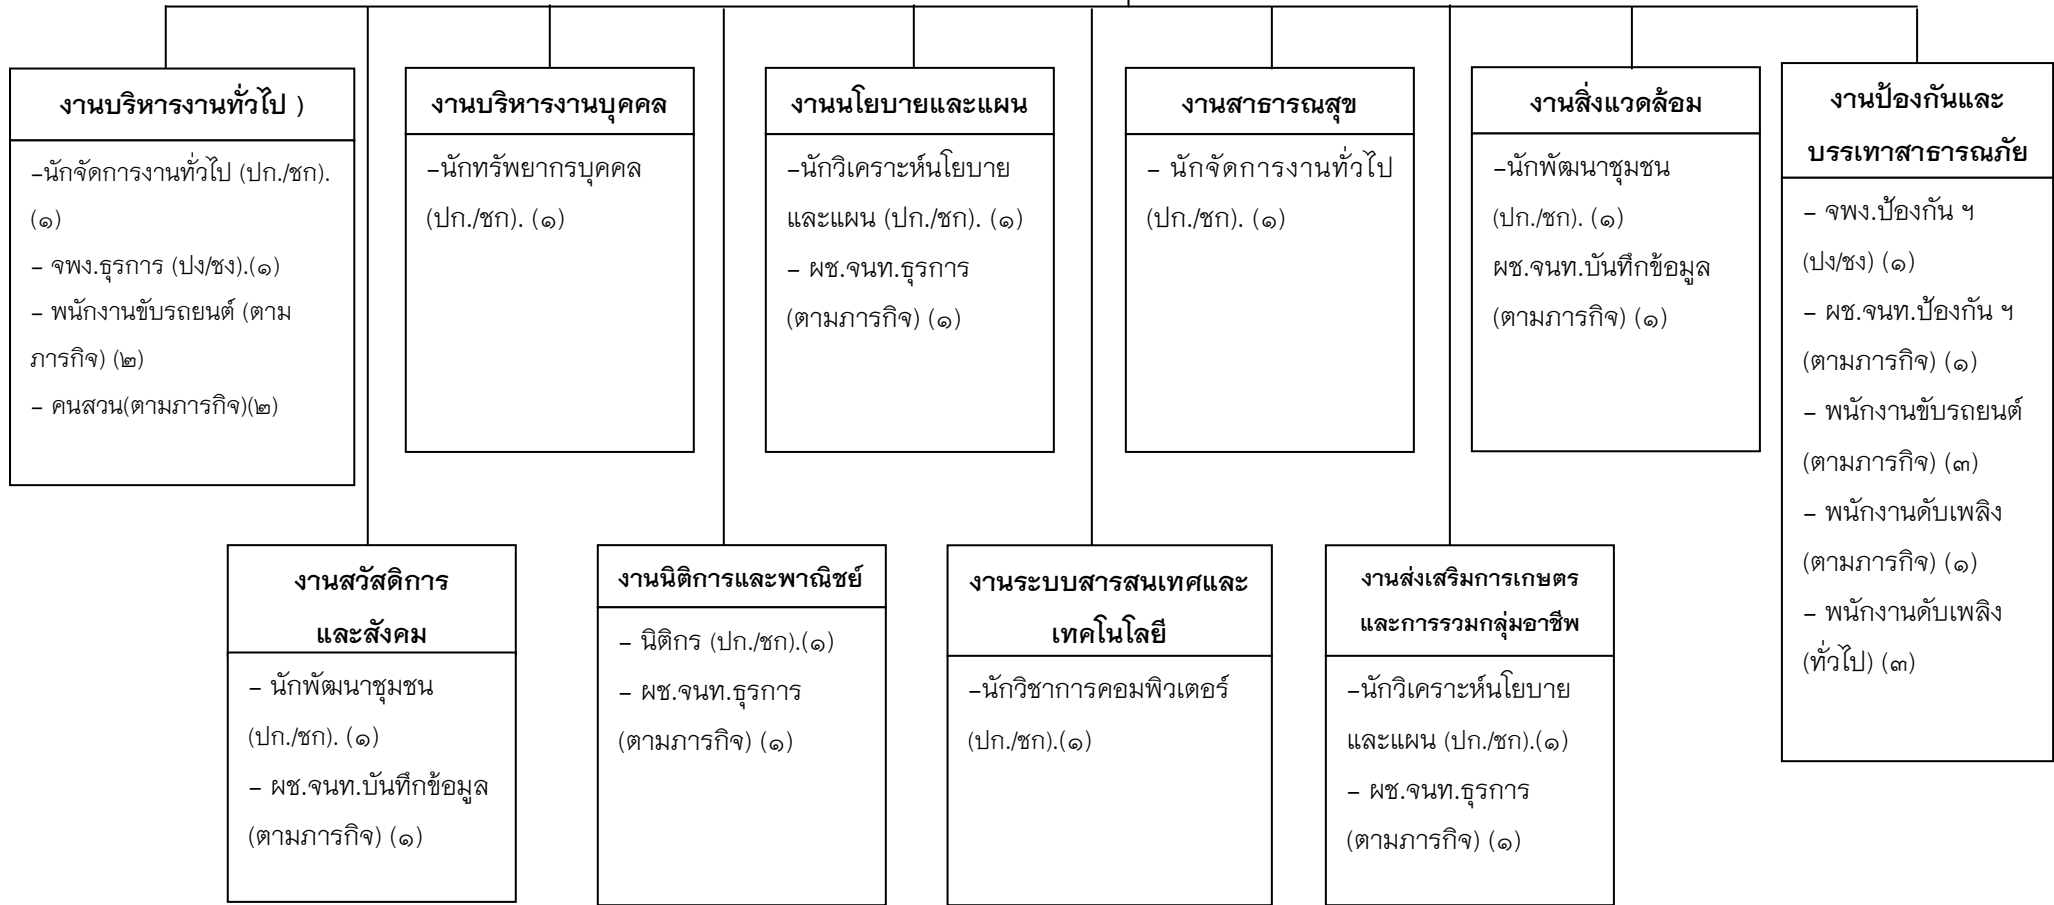 งานบริหารงานทั่วไป )
–นักจัดการงานทั่วไป (ปก./ชก).
(๑)
– จพง.ธุรการ (ปง/ชง).(๑)
– พนักงานขับรถยนต์ (ตาม
ภารกิจ) (๒)
– คนสวน(ตามภารกิจ)(๒)
งานบริหารงานบุคคล
–นักทรัพยากรบุคคล
(ปก./ชก). (๑)
งานนโยบายและแผน
–นักวิเคราะห์นโยบาย
และแผน (ปก./ชก). (๑)
– ผช.จนท.ธุรการ
(ตามภารกิจ) (๑)
งานสาธารณสุข
– นักจัดการงานทั่วไป
(ปก./ชก). (๑)
งานสิ่งแวดล้อม
–นักพัฒนาชุมชน
(ปก./ชก). (๑)
ผช.จนท.บันทึกข้อมูล
(ตามภารกิจ) (๑)
งานป้องกันและ
บรรเทาสาธารณภัย
– จพง.ป้องกัน ฯ
(ปง/ชง) (๑)
– ผช.จนท.ป้องกัน ฯ
(ตามภารกิจ) (๑)
– พนักงานขับรถยนต์
(ตามภารกิจ) (๓)
– พนักงานดับเพลิง
(ตามภารกิจ) (๑)
– พนักงานดับเพลิง
(ทั่วไป) (๓)
งานสวัสดิการ
และสังคม
– นักพัฒนาชุมชน
(ปก./ชก). (๑)
– ผช.จนท.บันทึกข้อมูล
(ตามภารกิจ) (๑)
งานนิติการและพาณิชย์
– นิติกร (ปก./ชก).(๑)
– ผช.จนท.ธุรการ
(ตามภารกิจ) (๑)
งานระบบสารสนเทศและ
เทคโนโลยี
–นักวิชาการคอมพิวเตอร์
(ปก./ชก).(๑)
งานส่งเสริมการเกษตร
และการรวมกลุ่มอาชีพ
–นักวิเคราะห์นโยบาย
และแผน (ปก./ชก).(๑)
– ผช.จนท.ธุรการ
(ตามภารกิจ) (๑)